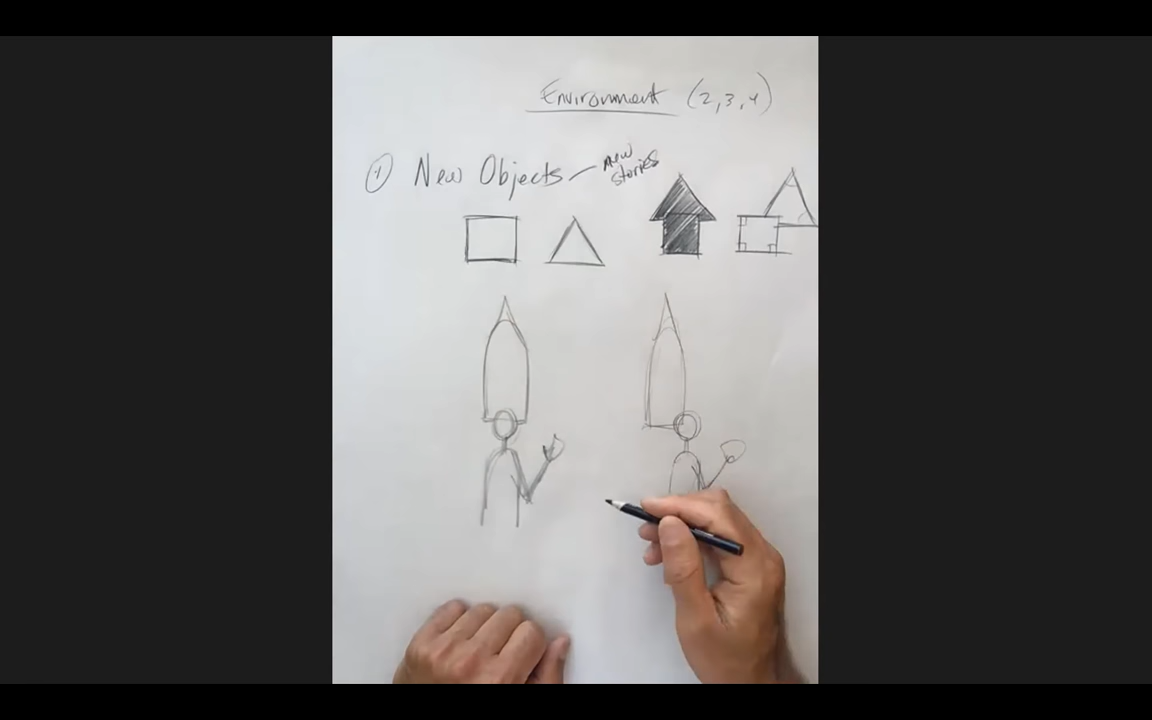 Environment (2,3,4)
1 New Objects – new
stories